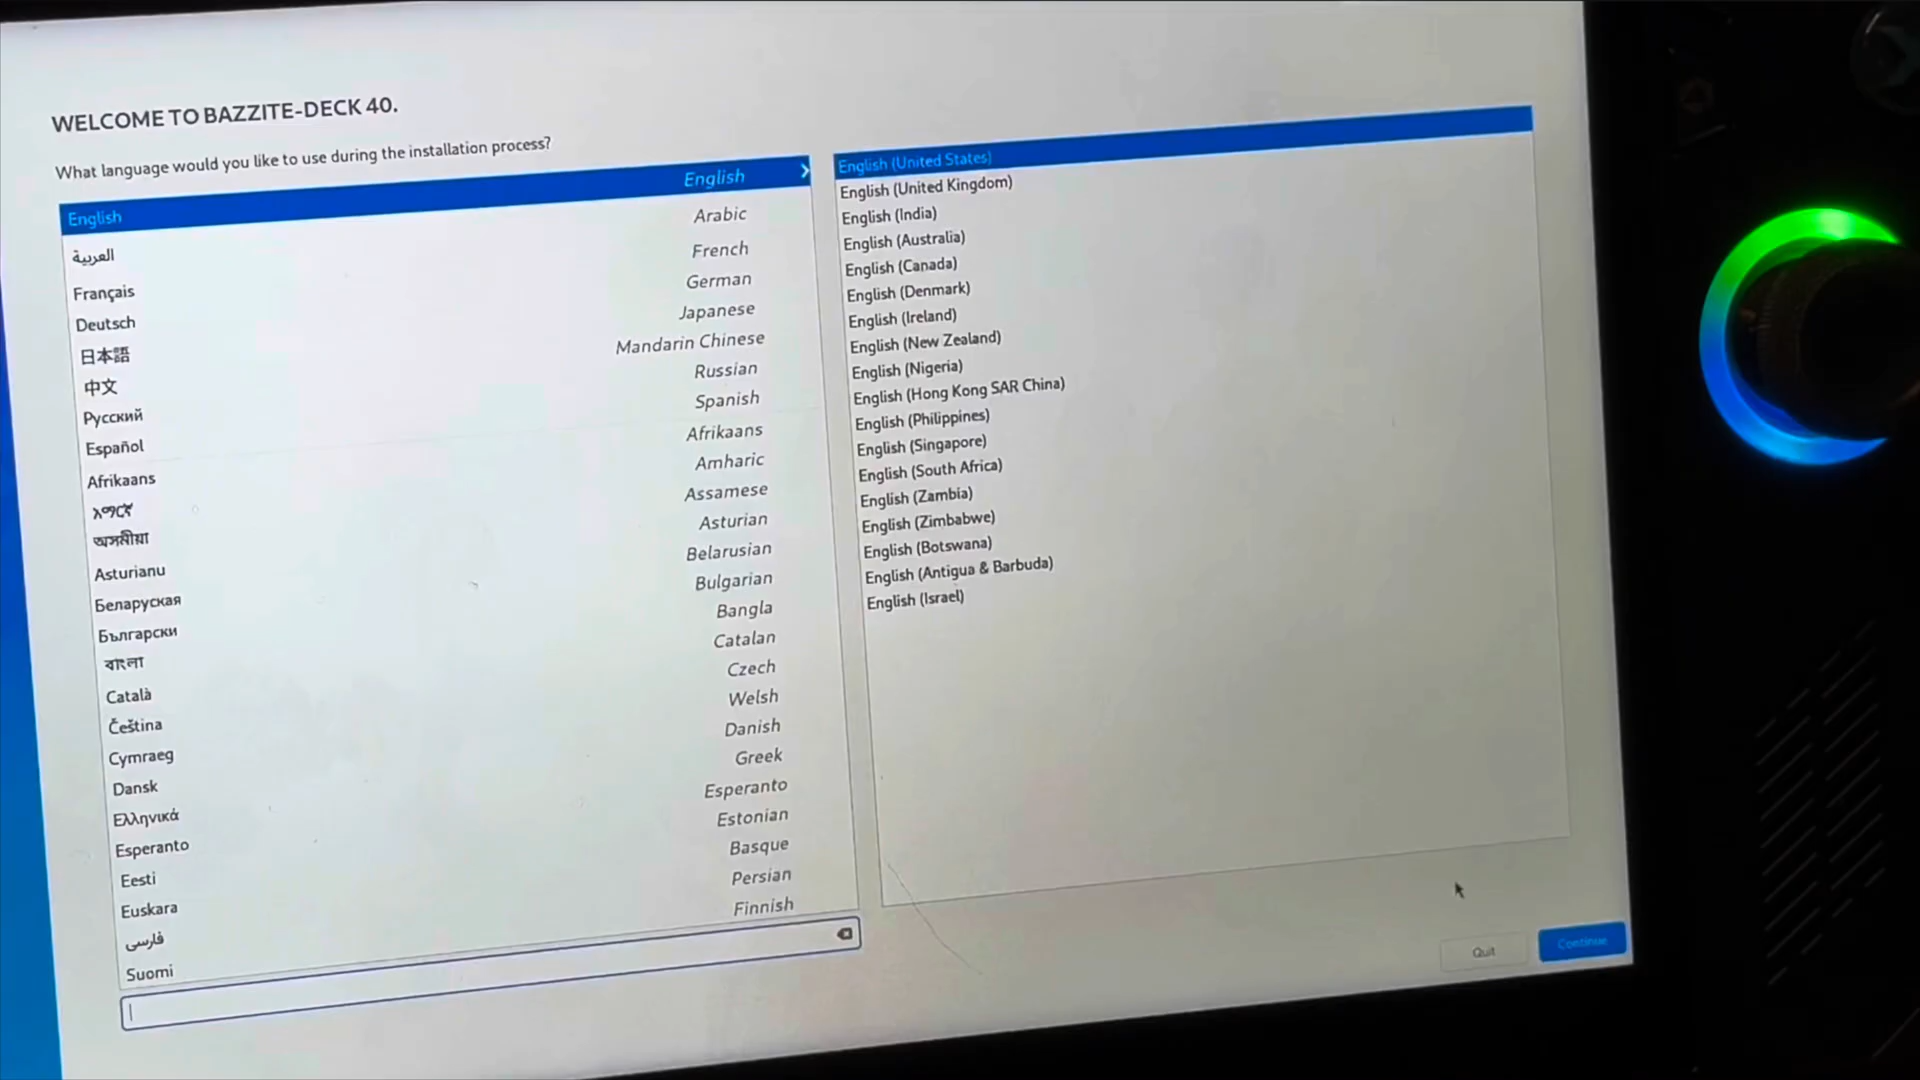 WELCOME TO BAZZITE-DECK 40.
What language would you like to use during the installation process?
English English
العربية Arabic
Français French
Deutsch German
日本語 Japanese
中文 Mandarin Chinese
Русский Russian
Español Spanish
Afrikaans Afrikaans
አማርኛ Amharic
অসমীয়া Assamese
Asturianu Asturian
Беларуская Belarusian
Български Bulgarian
বাংলা Bangla
Català Catalan
Čeština Czech
Cymraeg Welsh
Dansk Danish
Ελληνικά Greek
Esperanto Esperanto
Eesti Estonian
Euskara Basque
فارسی Persian
Suomi Finnish
English (United States)
English (United Kingdom)
English (India)
English (Australia)
English (Canada)
English (Denmark)
English (Ireland)
English (New Zealand)
English (Nigeria)
English (Hong Kong SAR China)
English (Philippines)
English (Singapore)
English (South Africa)
English (Zambia)
English (Zimbabwe)
English (Botswana)
English (Antigua & Barbuda)
English (Israel)
Quit
Continue